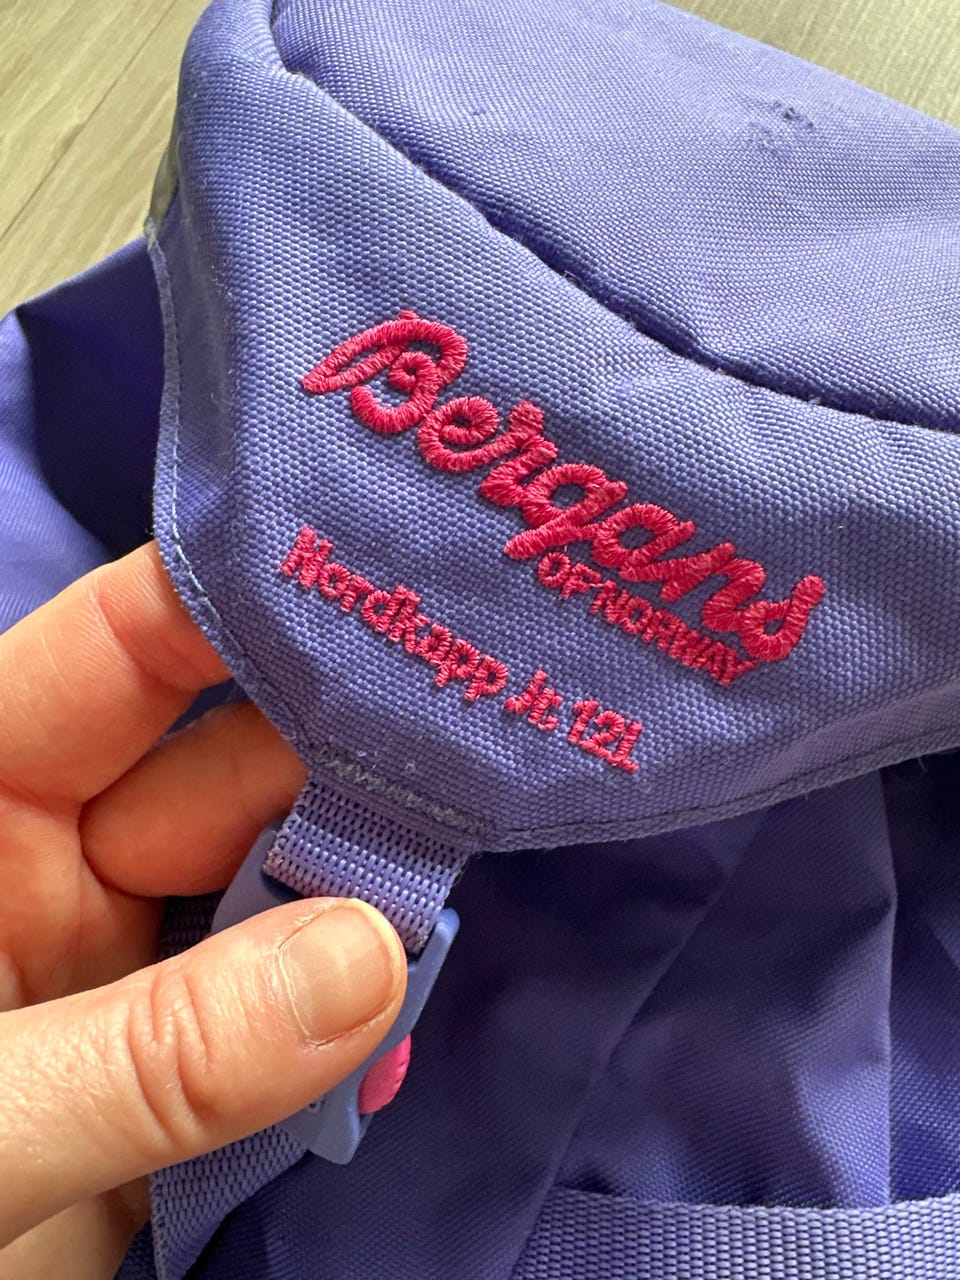 Bergans
OF NORWAY
Nordkapp Jr. 12L